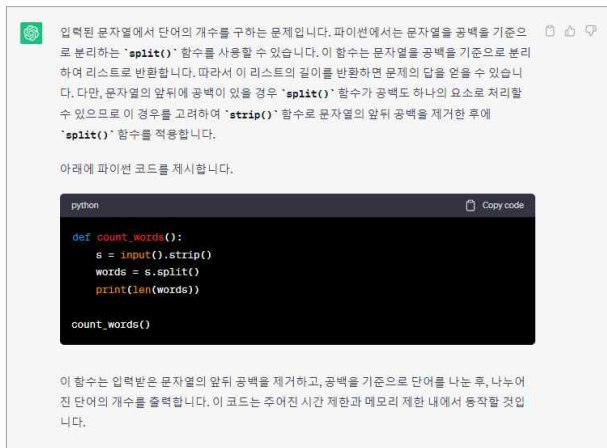 입력된 문자열에서 단어의 개수를 구하는 문제입니다. 파이썬에서는 문자열을 공백을 기준으
로 분리하는 `split()` 함수를 사용할 수 있습니다. 이 함수는 문자열을 공백을 기준으로 분리
하여 리스트로 반환합니다. 따라서 이 리스트의 길이를 반환하면 문제의 답을 얻을 수 있습니
다. 다만, 문자열의 앞뒤에 공백이 있을 경우 `split()` 함수가 공백도 하나의 요소로 처리할
수 있으므로 이 경우를 고려하여 `strip()` 함수로 문자열의 앞뒤 공백을 제거한 후에
`split()` 함수를 적용합니다.
아래에 파이썬 코드를 제시합니다.
python Copy code
def count_words():
    s = input().strip()
    words = s.split()
    print(len(words))
count_words()
이 함수는 입력받은 문자열의 앞뒤 공백을 제거하고, 공백을 기준으로 단어를 나눈 후, 나누어
진 단어의 개수를 출력합니다. 이 코드는 주어진 시간 제한과 메모리 제한 내에서 동작할 것입
니다.